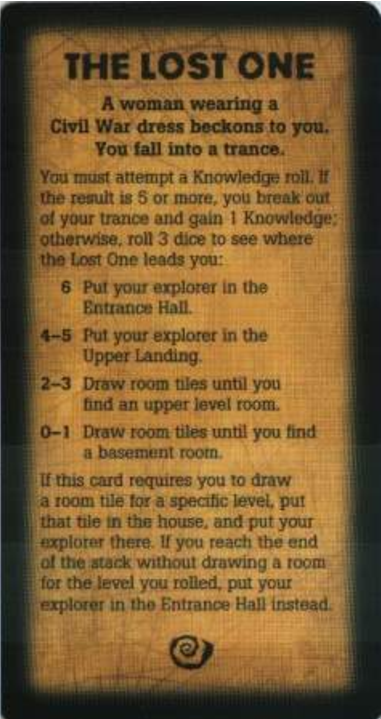 THE LOST ONE
A woman wearing a
Civil War dress beckons to you.
You fall into a trance.
You must attempt a Knowledge roll. If
the result is 5 or more, you break out
of your trance and gain 1 Knowledge;
otherwise, roll 3 dice to see where
the Lost One leads you:
6 Put your explorer in the
Entrance Hall.
4–5 Put your explorer in the
Upper Landing.
2–3 Draw room tiles until you
find an upper level room.
0–1 Draw room tiles until you find
a basement room.
If this card requires you to draw
a room tile for a specific level, put
that tile in the house, and put your
explorer there. If you reach the end
of the stack without drawing a room
for the level you rolled, put your
explorer in the Entrance Hall instead.